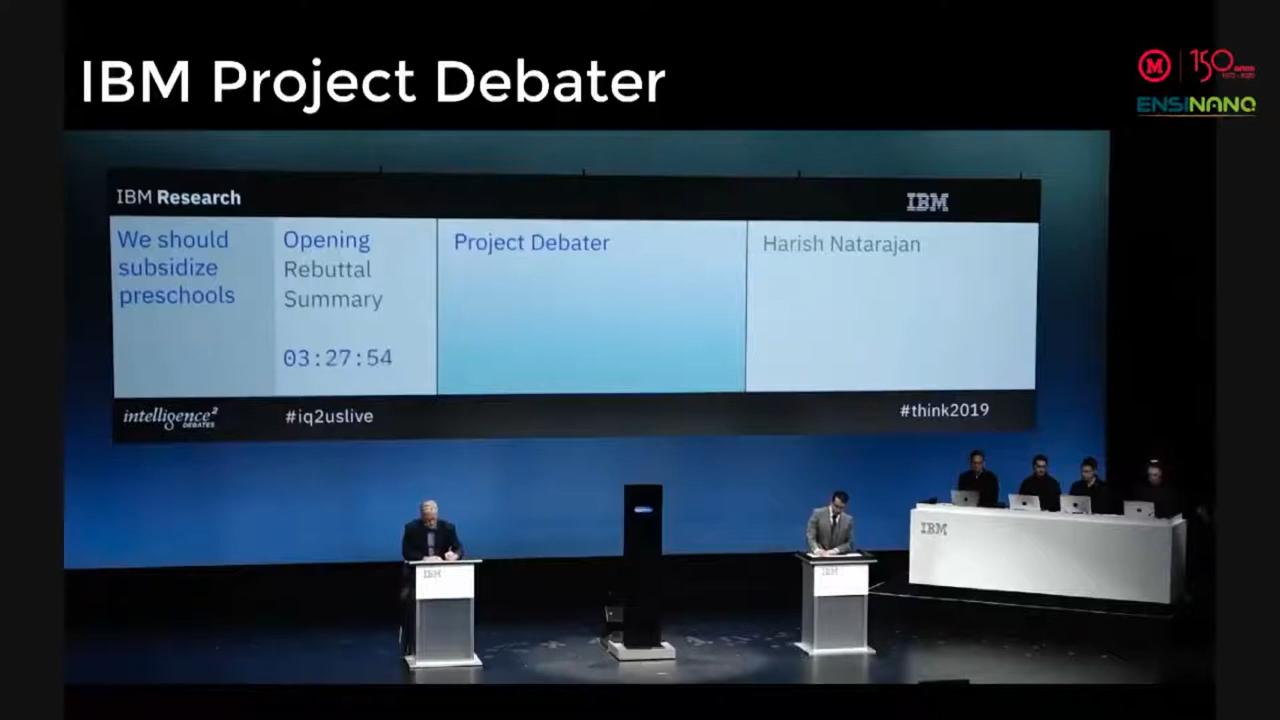 IBM Project Debater
M
150 anos
ENSINANO
IBM Research
IBM
We should
subsidize
preschools
Opening
Rebuttal
Summary
03:27:54
Project Debater
Harish Natarajan
intelligence²
DEBATES
#iq2uslive
#think2019
IBM
IBM
IBM